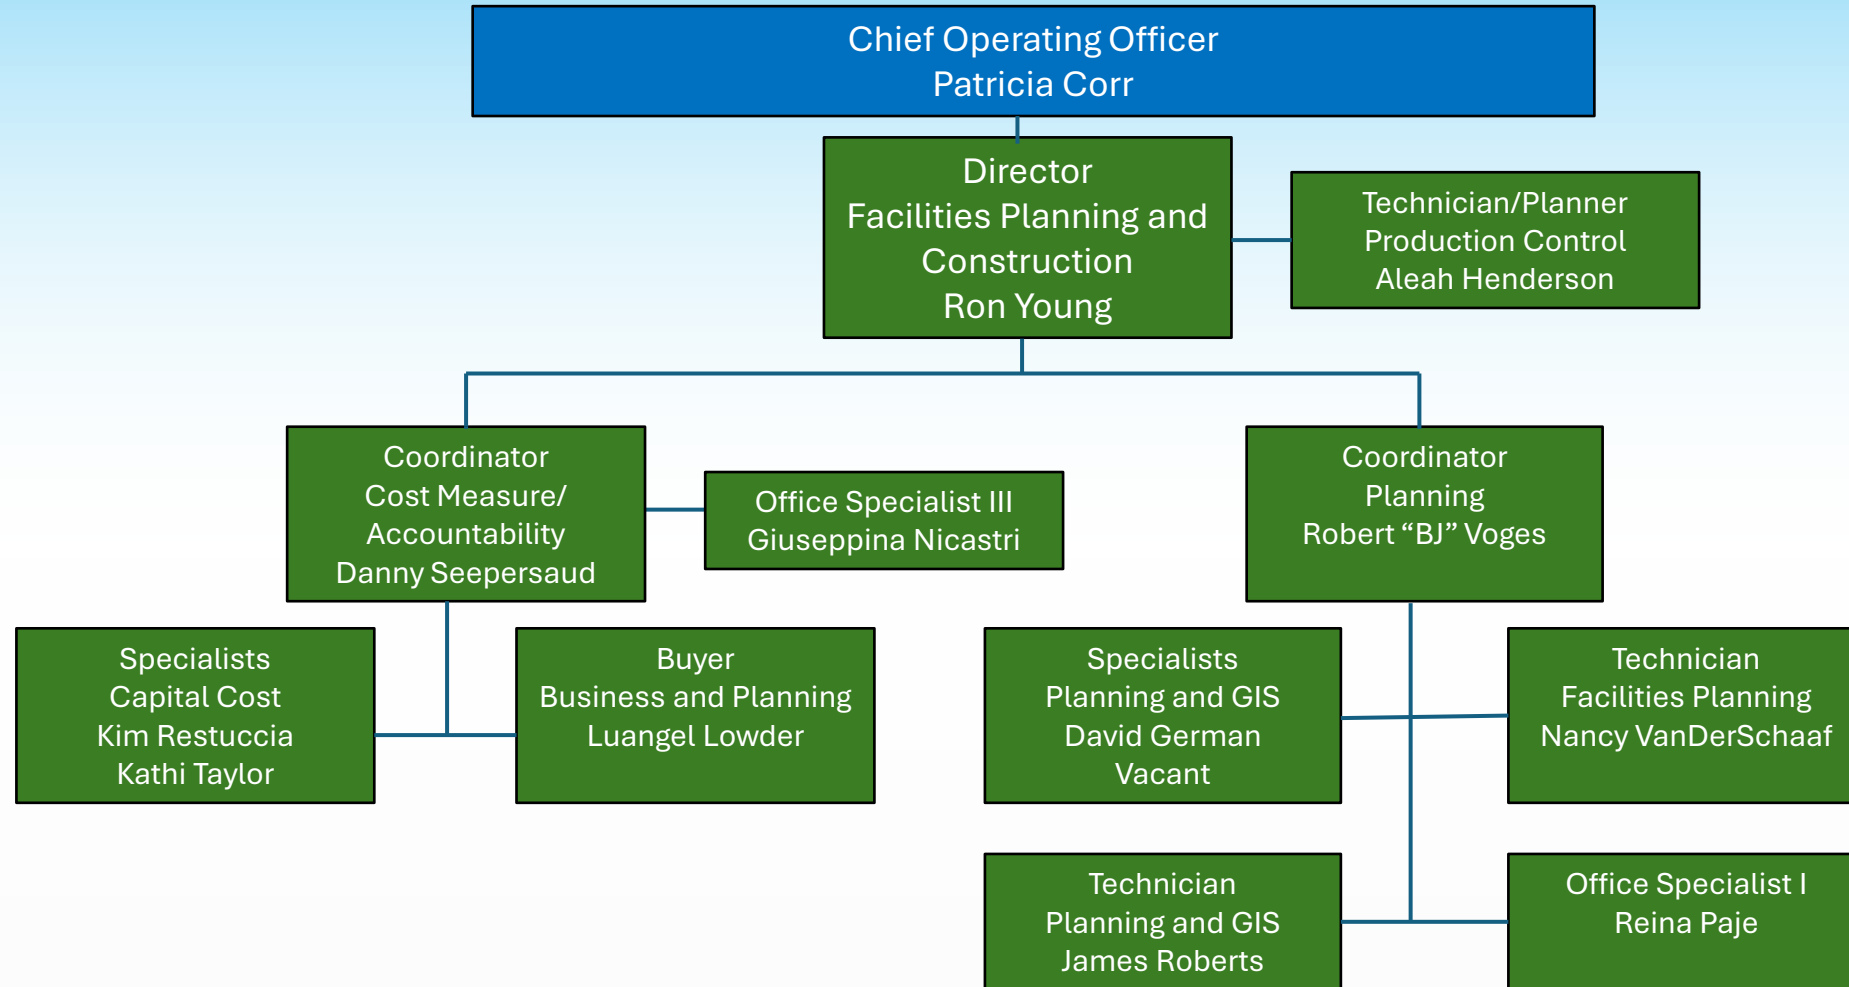 Chief Operating Officer
Patricia Corr
Director
Facilities Planning and
Construction
Ron Young
Technician/Planner
Production Control
Aleah Henderson
Coordinator
Cost Measure/
Accountability
Danny Seepersaud
Office Specialist III
Giuseppina Nicastri
Coordinator
Planning
Robert “BJ” Voges
Specialists
Capital Cost
Kim Restuccia
Kathi Taylor
Buyer
Business and Planning
Luangel Lowder
Specialists
Planning and GIS
David German
Vacant
Technician
Facilities Planning
Nancy VanDerSchaaf
Technician
Planning and GIS
James Roberts
Office Specialist I
Reina Paje